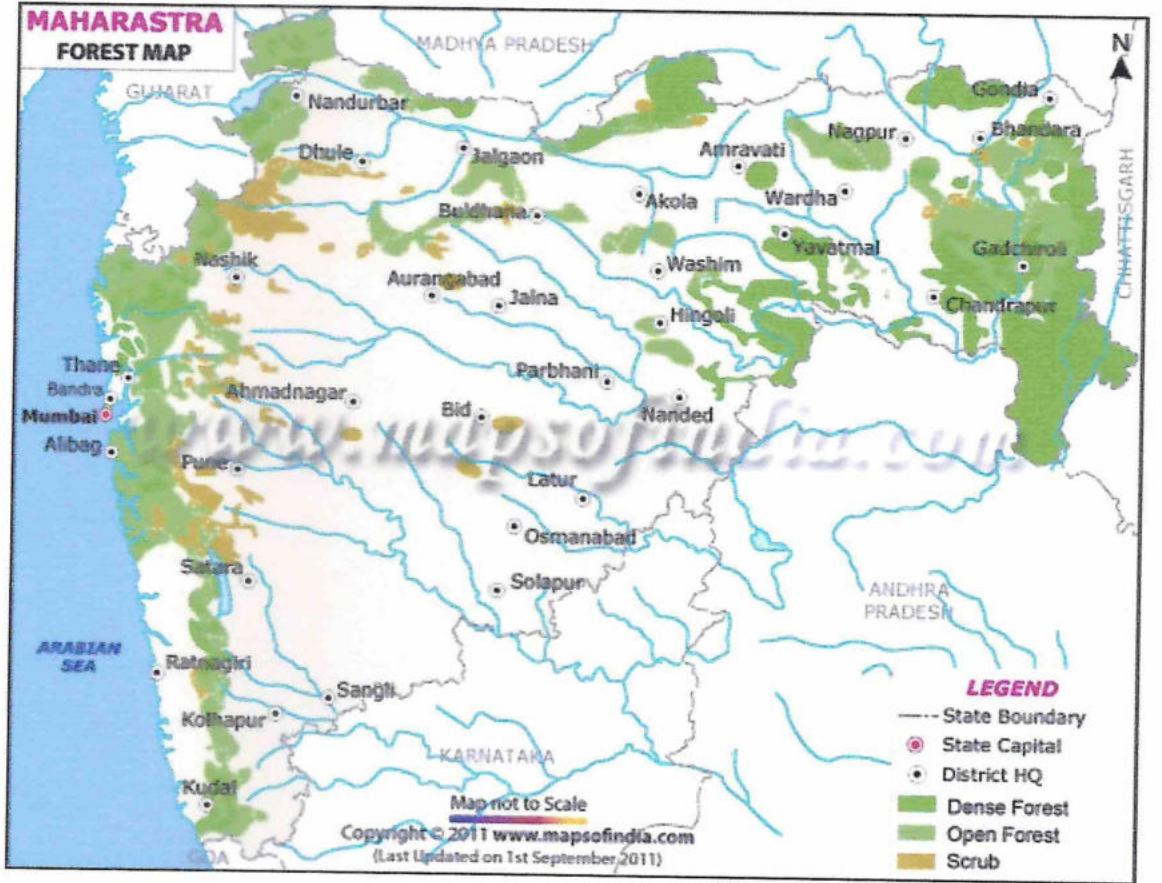 MAHARASTRA
FOREST MAP
MADHYA PRADESH
N
GUJARAT
Nandurbar
Gondia
Dhule
Jalgaon
Amravati
Nagpur
Bhandara
CHHATTISGARH
Buldhana
Akola
Wardha
Nashik
Washim
Yavatmal
Gadchiroli
Aurangabad
Jalna
Hingoli
Chandrapur
Thane
Bandra
Mumbai
Ahmadnagar
Parbhani
Bid
Nanded
www.mapsofindia.com
Alibag
Pune
Latur
Osmanabad
Satara
Solapur
ANDHRA
PRADESH
ARABIAN
SEA
Ratnagiri
Sangli
Kolhapur
KARNATAKA
Kudal
GOA
LEGEND
State Boundary
State Capital
District HQ
Dense Forest
Open Forest
Scrub
Map not to Scale
Copyright © 2011 www.mapsofindia.com
(Last Updated on 1st September 2011)